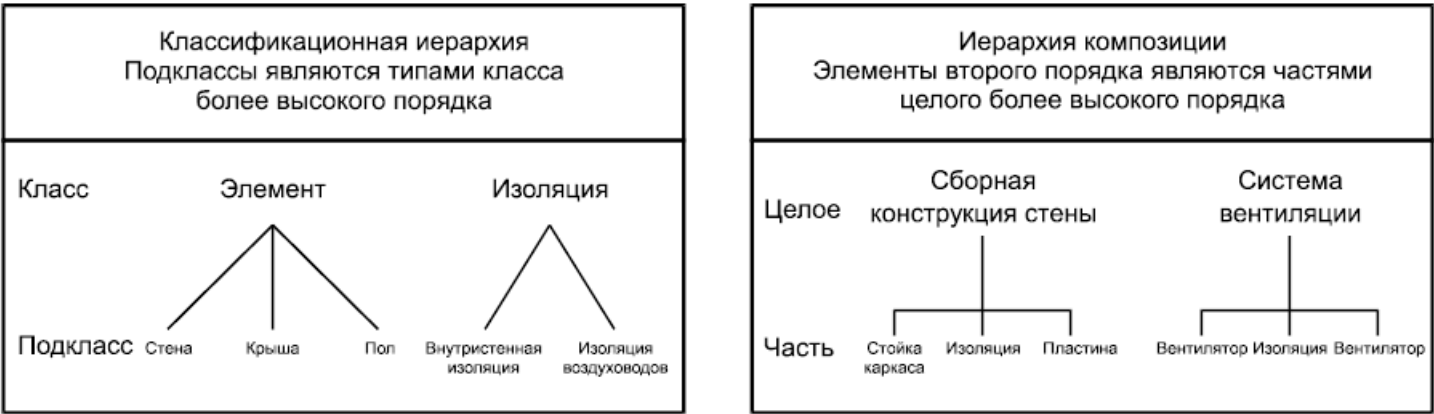 Классификационная иерархия
Подклассы являются типами класса
более высокого порядка
Класс Элемент Изоляция
Подкласс Стена Крыша Пол Внутристенная изоляция Изоляция воздуховодов
Иерархия композиции
Элементы второго порядка являются частями
целого более высокого порядка
Целое Сборная конструкция стены Система вентиляции
Часть Стойка каркаса Изоляция Пластина Вентилятор Изоляция Вентилятор